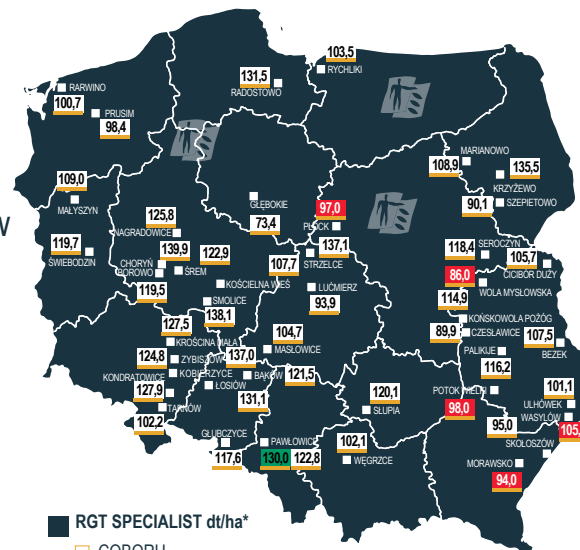 103,5
RYCHLIKI
131,5
RADOSTOWO
RARWINO
100,7
PRUSIM
98,4
MARIANOWO
108,9
135,5
KRZYŻEWO
SZEPIETOWO
90,1
109,0
MAŁYSZYN
GŁĘBOKIE
73,4
97,0
PŁOCK
125,8
NAGRADOWICE
119,7
ŚWIEBODZIN
139,9
CHORYŃ
BOROWO
ŚREM
122,9
119,5
137,1
STRZELCE
107,7
118,4
SEROCZYN
105,7
CICIBÓR DUŻY
86,0
WOLA MYSŁOWSKA
114,9
KOŚCIELNA WIEŚ
LUĆMIERZ
93,9
SMOLICE
138,1
KOŃSKOWOLA POŻÓG
89,9
CZESŁAWICE
107,5
BEZEK
127,5
KROŚCINA MAŁA
104,7
MASŁOWICE
PALIKIJE
116,2
124,8
ZYBISZÓW
137,0
KOBIERZYCE
KONDRATOWICE
BĄKÓW
121,5
ŁOSIÓW
131,1
127,9
TARNÓW
102,2
120,1
SŁUPIA
98,0
101,1
ULHÓWEK
WASYLÓW
105,
95,0
SKOŁOSZÓW
GŁUBCZYCE
117,6
PAWŁOWICE
130,0
122,8
102,1
WĘGRZCE
MORAWSKO
94,0
RGT SPECIALIST dt/ha*